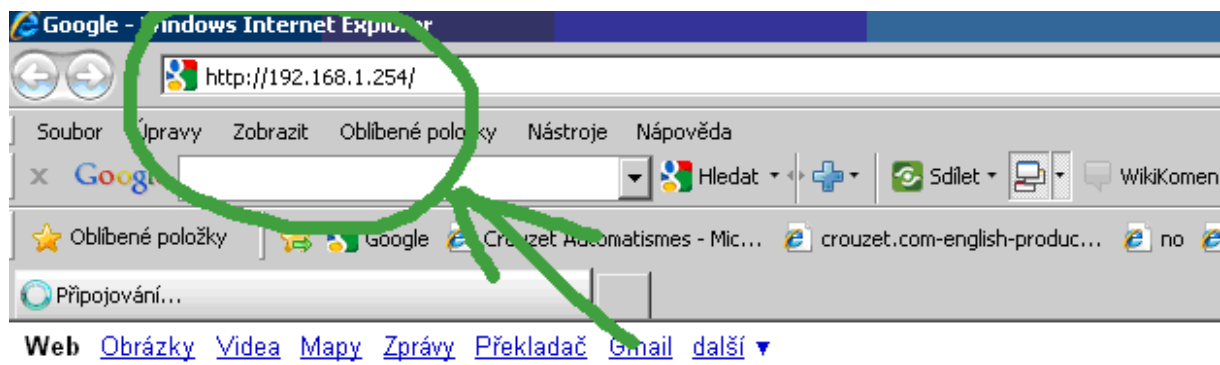 Google - Windows Internet Explorer
http://192.168.1.254/
Soubor Úpravy Zobrazit Oblíbené položky Nástroje Nápověda
x Google Hledat Sdílet WikiKomen
Oblíbené položky Google Crouzet Automatismes - Mic... crouzet.com-english-produc... no
Připojování...
Web Obrázky Videa Mapy Zprávy Překladač Gmail další ▼